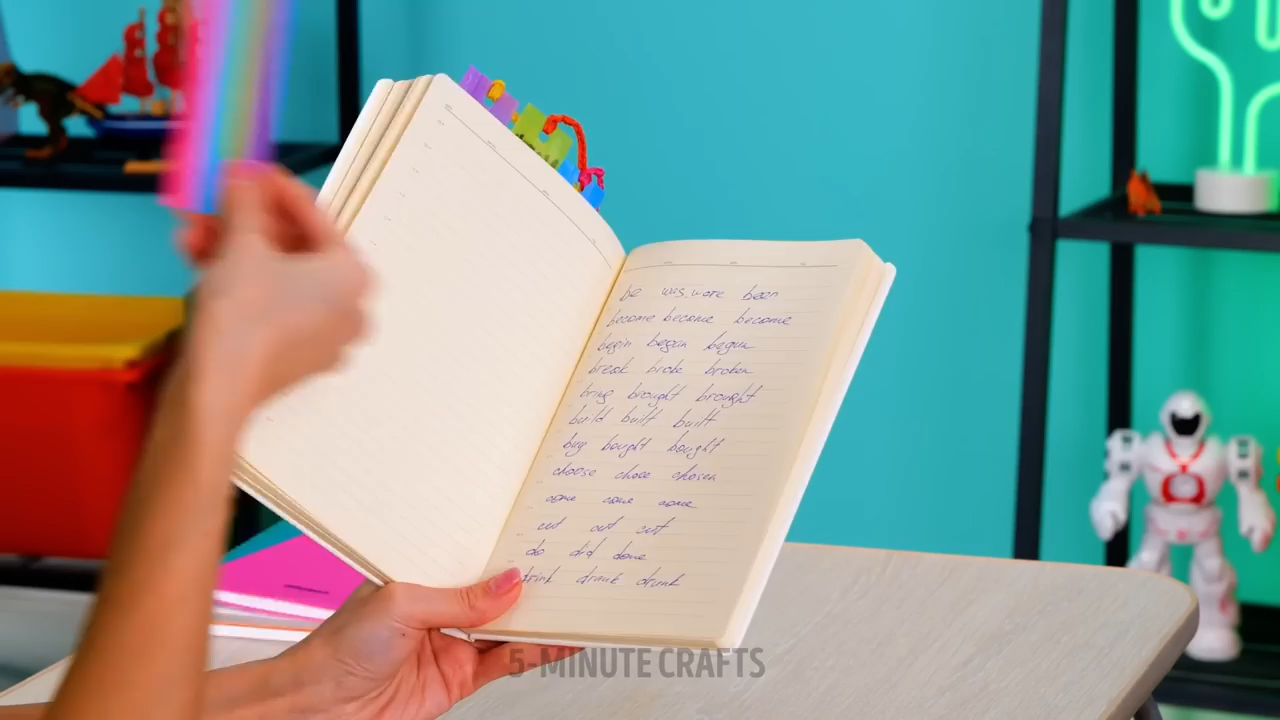 be was, were been
become became become
begin began begun
break broke broken
bring brought brought
build built built
buy bought bought
choose chose chosen
come came come
cut cut cut
do did done
drink drank drunk
5-MINUTE CRAFTS